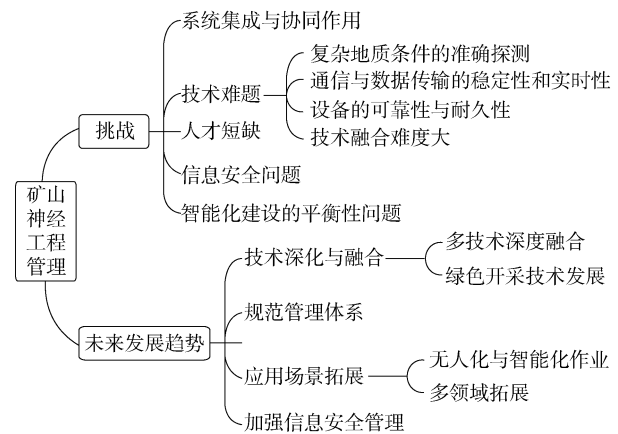 矿山
神经
工程
管理
挑战
系统集成与协同作用
技术难题
复杂地质条件的准确探测
通信与数据传输的稳定性和实时性
设备的可靠性与耐久性
技术融合难度大
人才短缺
信息安全问题
智能化建设的平衡性问题
未来发展趋势
技术深化与融合
多技术深度融合
绿色开采技术发展
规范管理体系
应用场景拓展
无人化与智能化作业
多领域拓展
加强信息安全管理